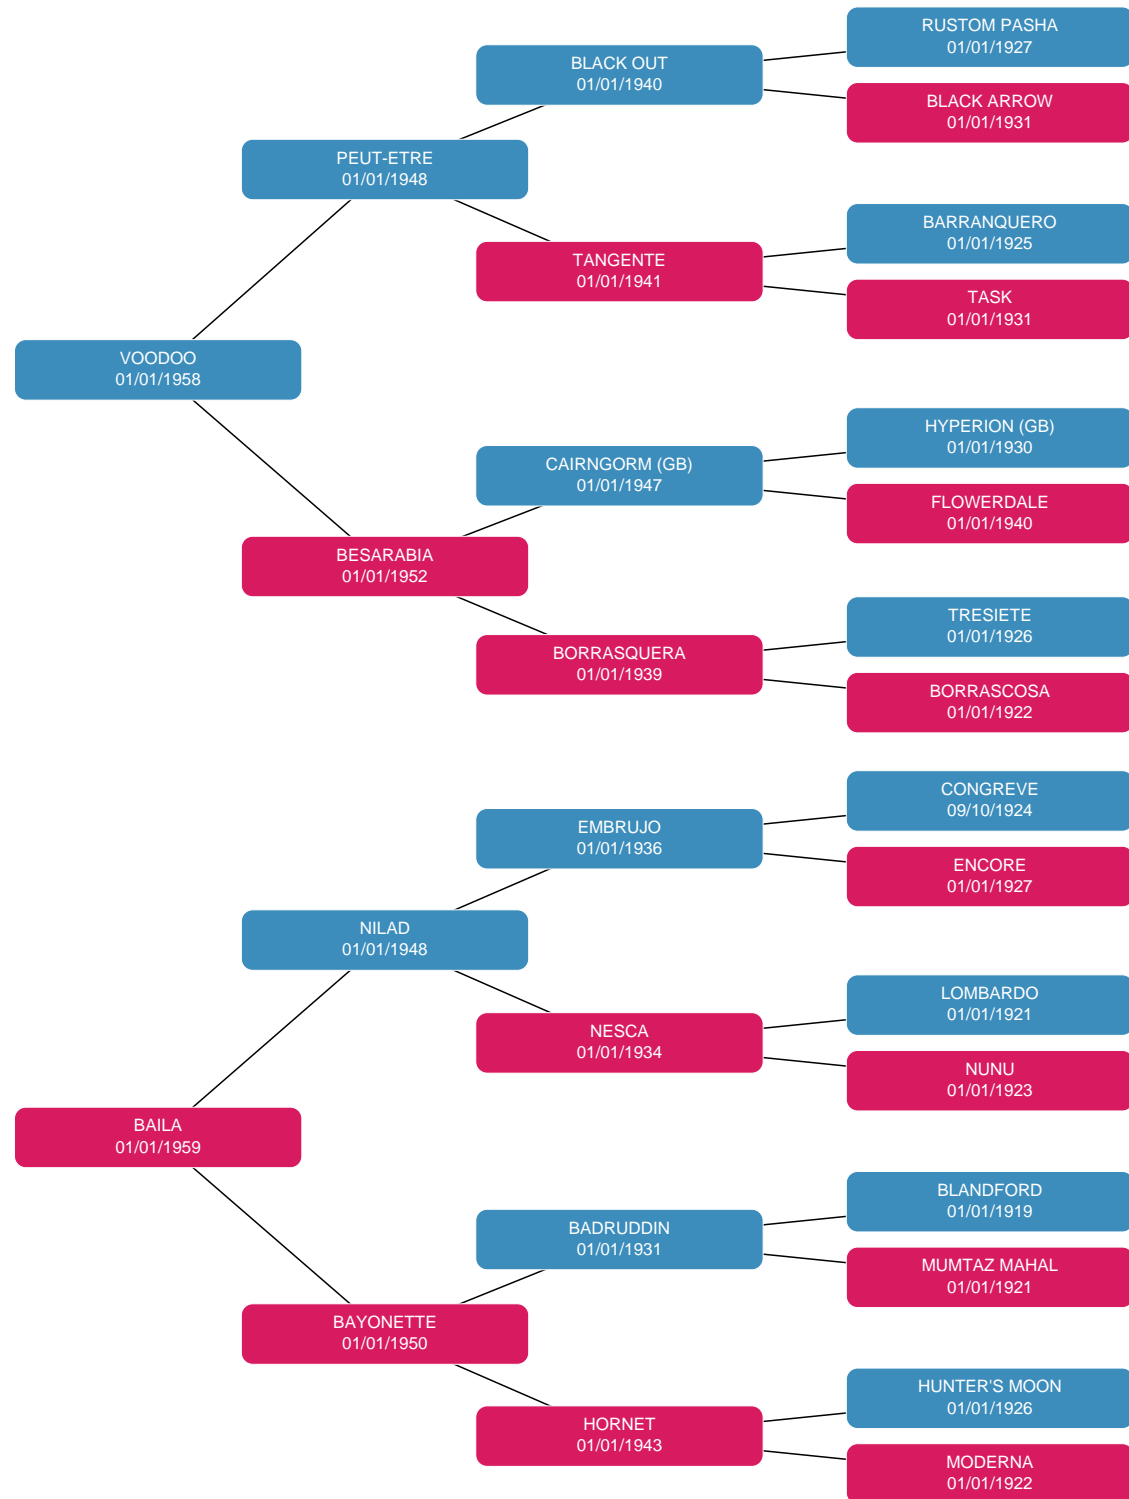 RUSTOM PASHA
01/01/1927
BLACK OUT
01/01/1940
BLACK ARROW
01/01/1931
PEUT-ETRE
01/01/1948
BARRANQUERO
01/01/1925
TANGENTE
01/01/1941
TASK
01/01/1931
VOODOO
01/01/1958
HYPERION (GB)
01/01/1930
CAIRNGORM (GB)
01/01/1947
FLOWERDALE
01/01/1940
BESARABIA
01/01/1952
TRESIETE
01/01/1926
BORRASQUERA
01/01/1939
BORRASCOSA
01/01/1922
CONGREVE
09/10/1924
EMBRUJO
01/01/1936
ENCORE
01/01/1927
NILAD
01/01/1948
LOMBARDO
01/01/1921
NESCA
01/01/1934
NUNU
01/01/1923
BAILA
01/01/1959
BLANDFORD
01/01/1919
BADRUDDIN
01/01/1931
MUMTAZ MAHAL
01/01/1921
BAYONETTE
01/01/1950
HUNTER'S MOON
01/01/1926
HORNET
01/01/1943
MODERNA
01/01/1922